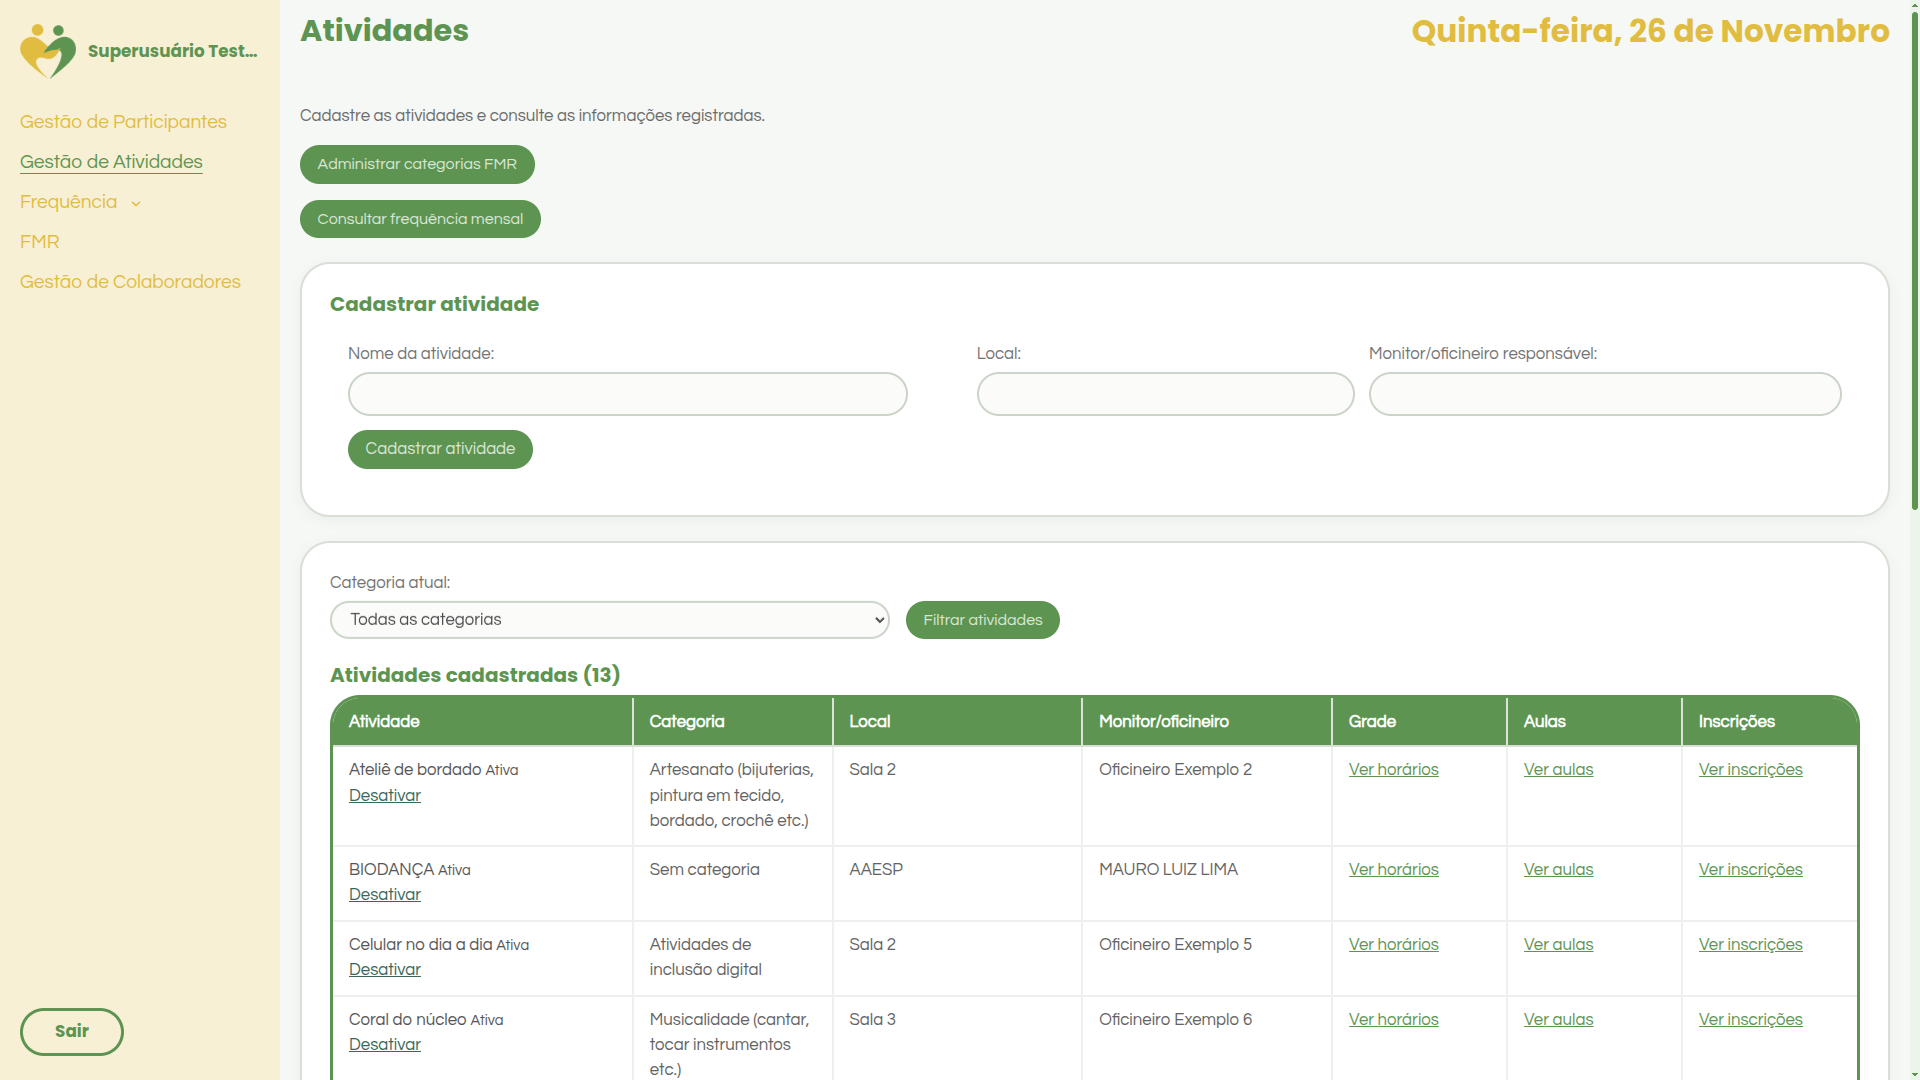 Superusuário Test...
Gestão de Participantes
Gestão de Atividades
Frequência
FMR
Gestão de Colaboradores
Sair
Atividades
Quinta-feira, 26 de Novembro
Cadastre as atividades e consulte as informações registradas.
Administrar categorias FMR
Consultar frequência mensal
Cadastrar atividade
Nome da atividade:
Local:
Monitor/oficineiro responsável:
Cadastrar atividade
Categoria atual:
Todas as categorias
Filtrar atividades
Atividades cadastradas (13)
Atividade Categoria Local Monitor/oficineiro Grade Aulas Inscrições
Ateliê de bordado Ativa Artesanato (bijuterias, Sala 2 Oficineiro Exemplo 2 Ver horários Ver aulas Ver inscrições
Desativar pintura em tecido,
bordado, crochê etc.)
BIODANÇA Ativa Sem categoria AAESP MAURO LUIZ LIMA Ver horários Ver aulas Ver inscrições
Desativar
Celular no dia a dia Ativa Atividades de Sala 2 Oficineiro Exemplo 5 Ver horários Ver aulas Ver inscrições
Desativar inclusão digital
Coral do núcleo Ativa Musicalidade (cantar, Sala 3 Oficineiro Exemplo 6 Ver horários Ver aulas Ver inscrições
Desativar tocar instrumentos
etc.)